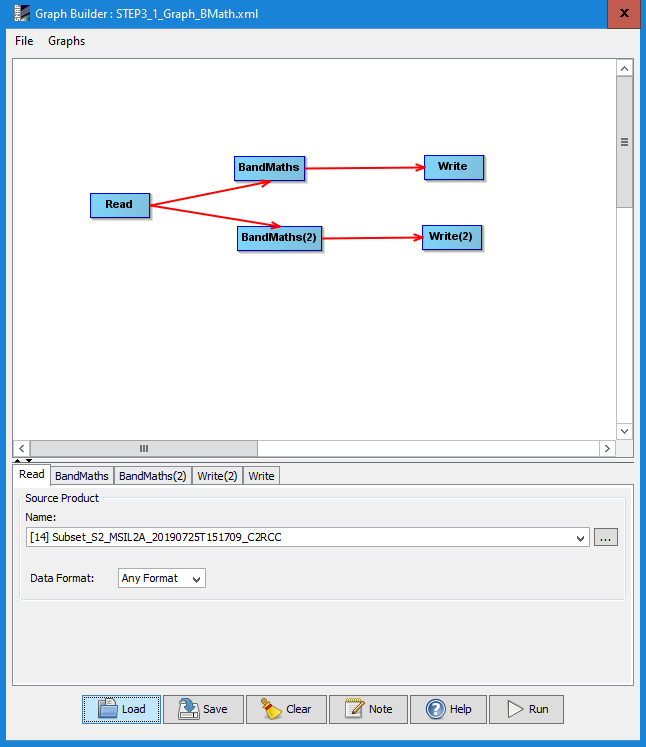 Graph Builder : STEP3_1_Graph_BMath.xml
File Graphs
BandMaths
Write
Read
BandMaths(2)
Write(2)
Read BandMaths BandMaths(2) Write(2) Write
Source Product
Name:
[14] Subset_S2_MSIL2A_20190725T151709_C2RCC ...
Data Format: Any Format
Load Save Clear Note Help Run